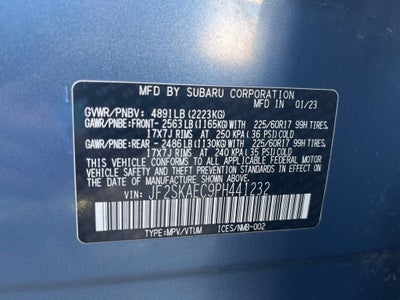 MFD. BY SUBARU CORPORATION
GVWR/PNBV: 4891LB(2223KG) MFD IN 01/23
GAWR/PNBE:FRONT- 2563LB(1165KG)WITH 225/60R17 99H TIRES,
17X7J RIMS AT 250 KPA(36 PSI)COLD
GAWR/PNBE:REAR - 2486LB(1130KG)WITH 225/60R17 99H TIRES,
17X7J RIMS AT 240 KPA(35 PSI)COLD
THIS VEHICLE CONFORMS TO ALL APPLICABLE FEDERAL
MOTOR VEHICLE SAFETY, BUMPER, AND THEFT PREVENTION
STANDARDS IN EFFECT ON THE DATE OF MANUFACTURE
SHOWN ABOVE.
VIN: JF2SKAEC9PH441232
TYPE:MPV/VTUM ICES/NMB-002